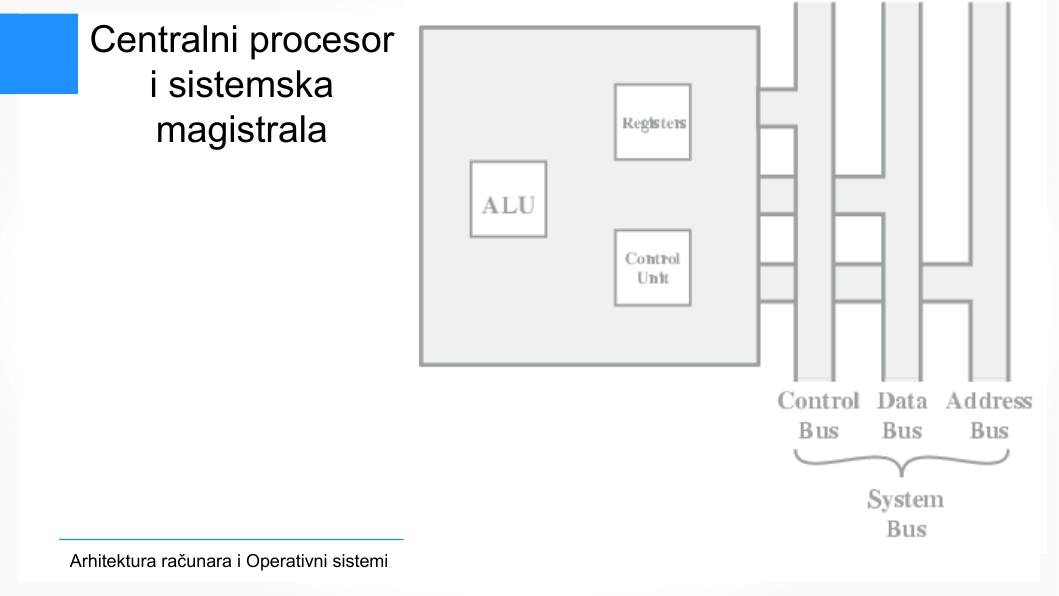 Centralni procesor
i sistemska
magistrala
Registers
ALU
Control
Unit
Control
Bus
Data
Bus
Address
Bus
System
Bus
Arhitektura računara i Operativni sistemi